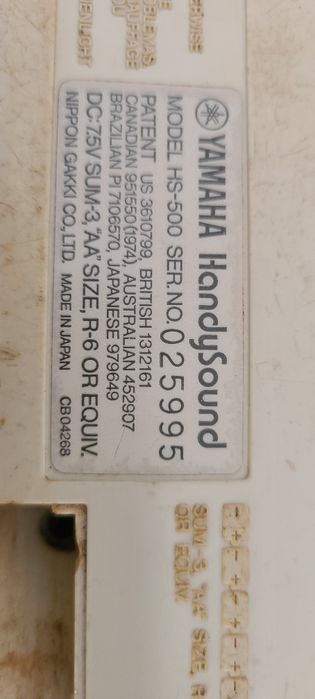 YAMAHA HandySound
MODEL HS-500 SER.NO. 025995
PATENT US 3610799, BRITISH 1312161
CANADIAN 951550(1974), AUSTRALIAN 452907
BRAZILIAN PI 7106570, JAPANESE 979649
DC: 7.5V SUM-3, "AA" SIZE, R-6 OR EQUIV.
NIPPON GAKKI CO., LTD. MADE IN JAPAN CB04268
SUM-3, "AA" SIZE, R
OR EQUIV.